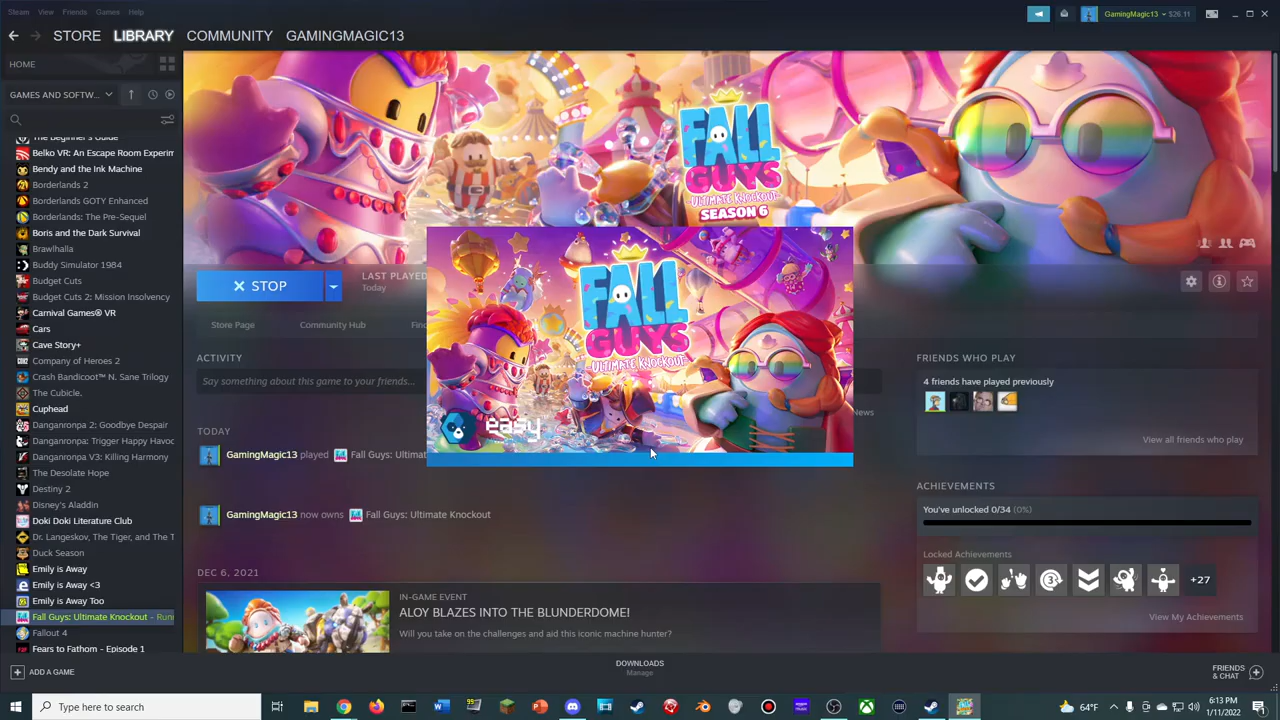 Steam View Friends Games Help
GamingMagic13 $26.11
STORE LIBRARY COMMUNITY GAMINGMAGIC13
HOME
GAMES AND SOFTW...
The Beginner's Guide
Belko VR: An Escape Room Experim
Bendy and the Ink Machine
Borderlands 2
Borderlands GOTY Enhanced
Borderlands: The Pre-Sequel
Boris and the Dark Survival
Brawlhalla
Buddy Simulator 1984
Budget Cuts
Budget Cuts 2: Mission Insolvency
Carnival Games® VR
Cars
Cave Story+
Company of Heroes 2
Crash Bandicoot™ N. Sane Trilogy
The Cubicle.
Cuphead
Danganronpa 2: Goodbye Despair
Danganronpa: Trigger Happy Havoc
Danganronpa V3: Killing Harmony
The Desolate Hope
Destiny 2
Disney's Aladdin
Doki Doki Literature Club
Dr. Langeskov, The Tiger, and The T
Duck Season
Emily is Away
Emily is Away <3
Emily is Away Too
Fall Guys: Ultimate Knockout - Runn
Fallout 4
Fears to Fathom - Episode 1
ADD A GAME
FALL
GUYS
ULTIMATE KNOCKOUT
SEASON 6
STOP
LAST PLAYED
Today
Store Page Community Hub Find
FALL
GUYS
ULTIMATE KNOCKOUT
easy
ACTIVITY
Say something about this game to your friends...
News
TODAY
GamingMagic13 played Fall Guys: Ultimat
GamingMagic13 now owns Fall Guys: Ultimate Knockout
DEC 6, 2021
IN-GAME EVENT
ALOY BLAZES INTO THE BLUNDERDOME!
Will you take on the challenges and aid this iconic machine hunter?
FRIENDS WHO PLAY
4 friends have played previously
View all friends who play
ACHIEVEMENTS
You've unlocked 0/34 (0%)
Locked Achievements
+27
View My Achievements
DOWNLOADS
Manage
FRIENDS
& CHAT
Type here to search
64°F
6:13 PM
1/11/2022